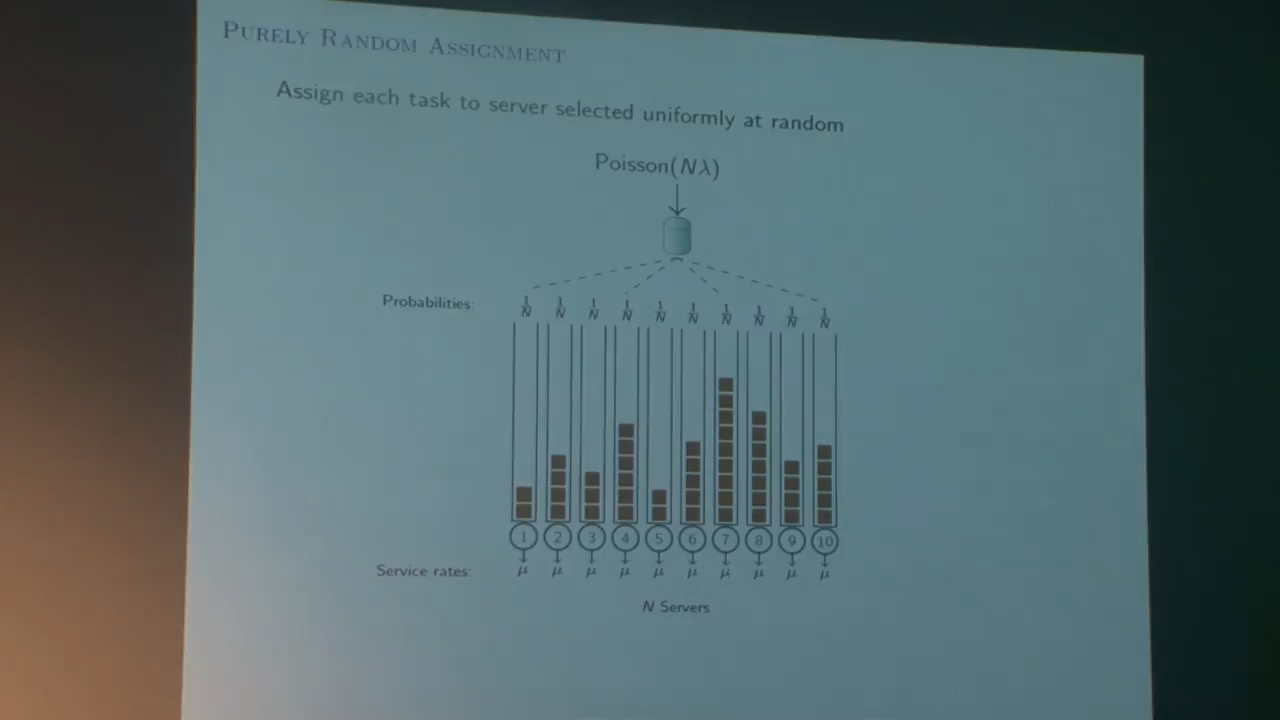 PURELY RANDOM ASSIGNMENT
Assign each task to server selected uniformly at random
Poisson(Nλ)
Probabilities: 1/N 1/N 1/N 1/N 1/N 1/N 1/N 1/N 1/N 1/N
1 2 3 4 5 6 7 8 9 10
Service rates: μ μ μ μ μ μ μ μ μ μ
N Servers